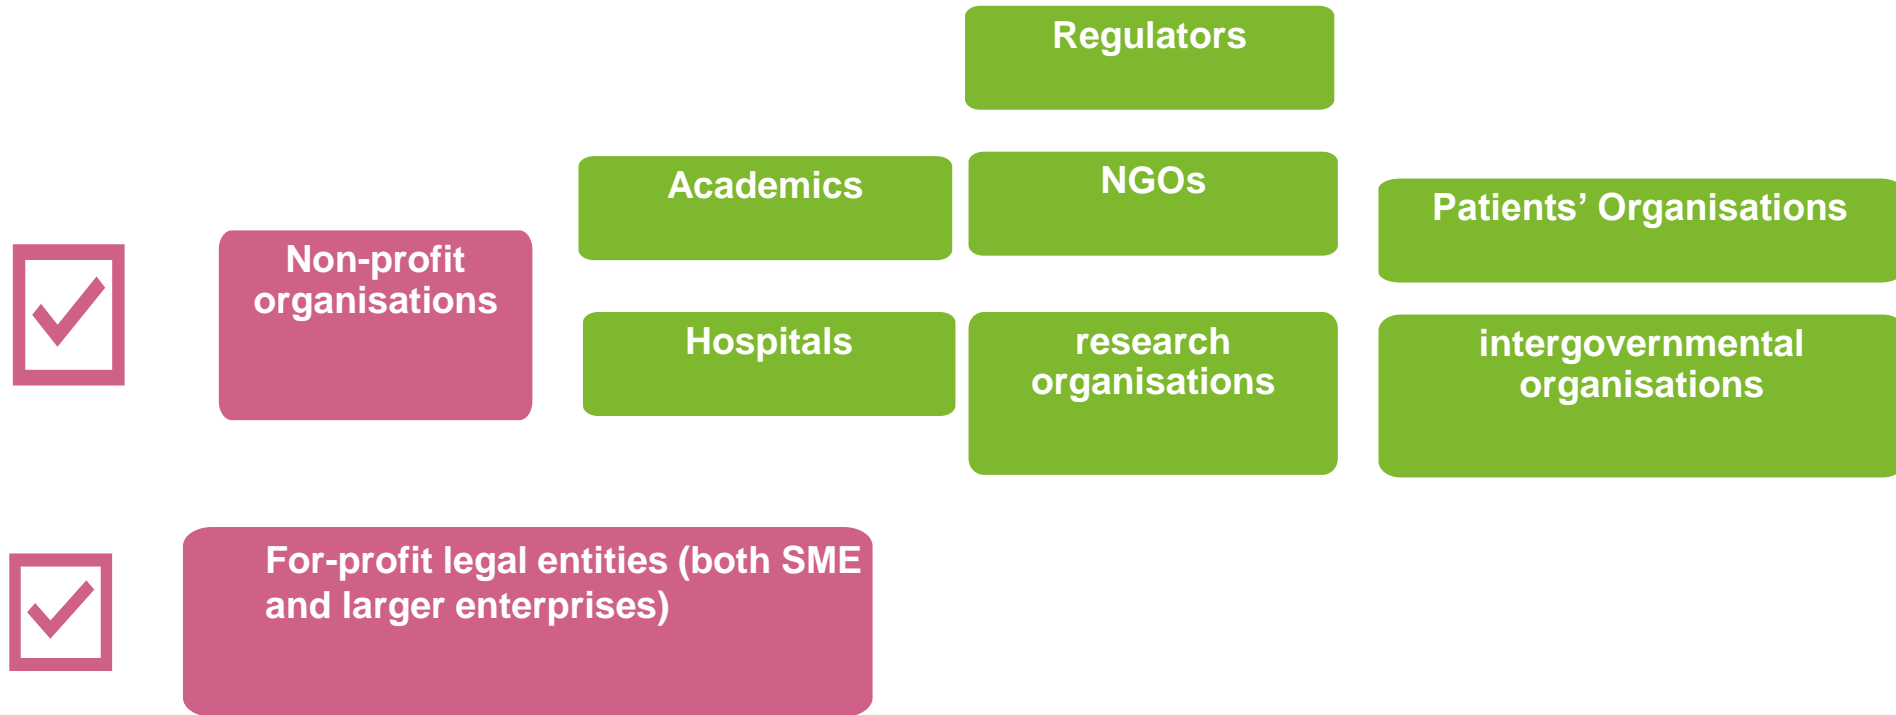 Regulators
Academics
NGOs
Patients’ Organisations
Non-profit
organisations
Hospitals
research
organisations
intergovernmental
organisations
For-profit legal entities (both SME
and larger enterprises)